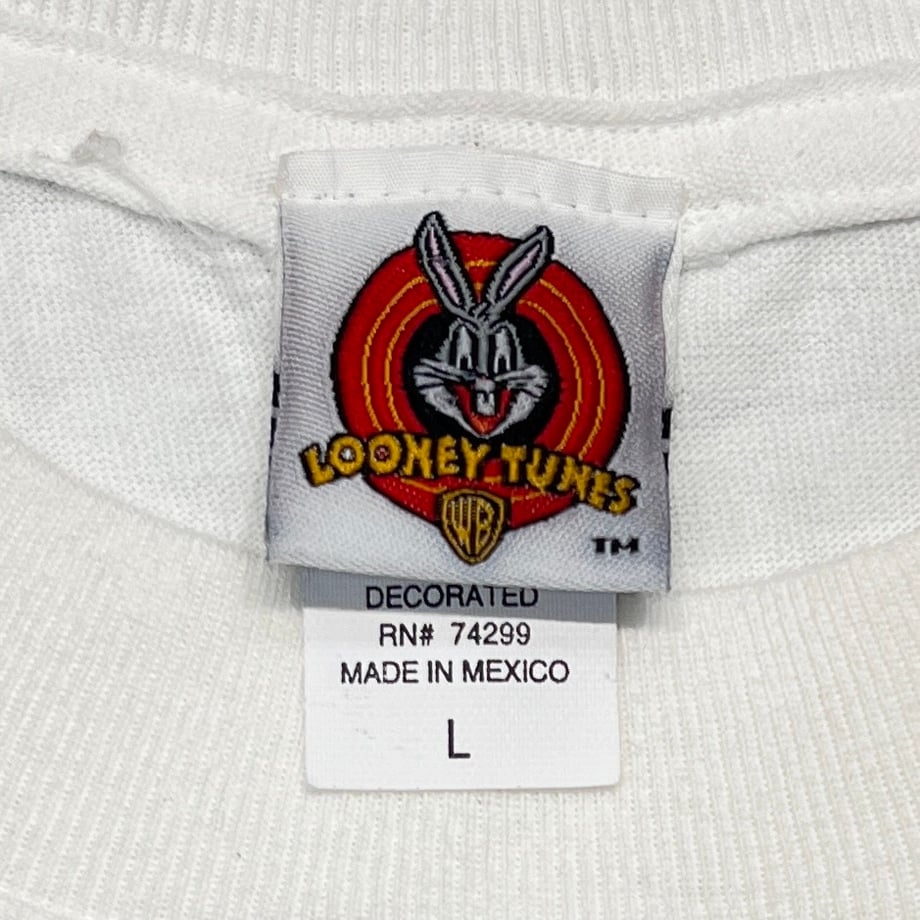 LOONEY TUNES
WB
TM
DECORATED
RN# 74299
MADE IN MEXICO
L